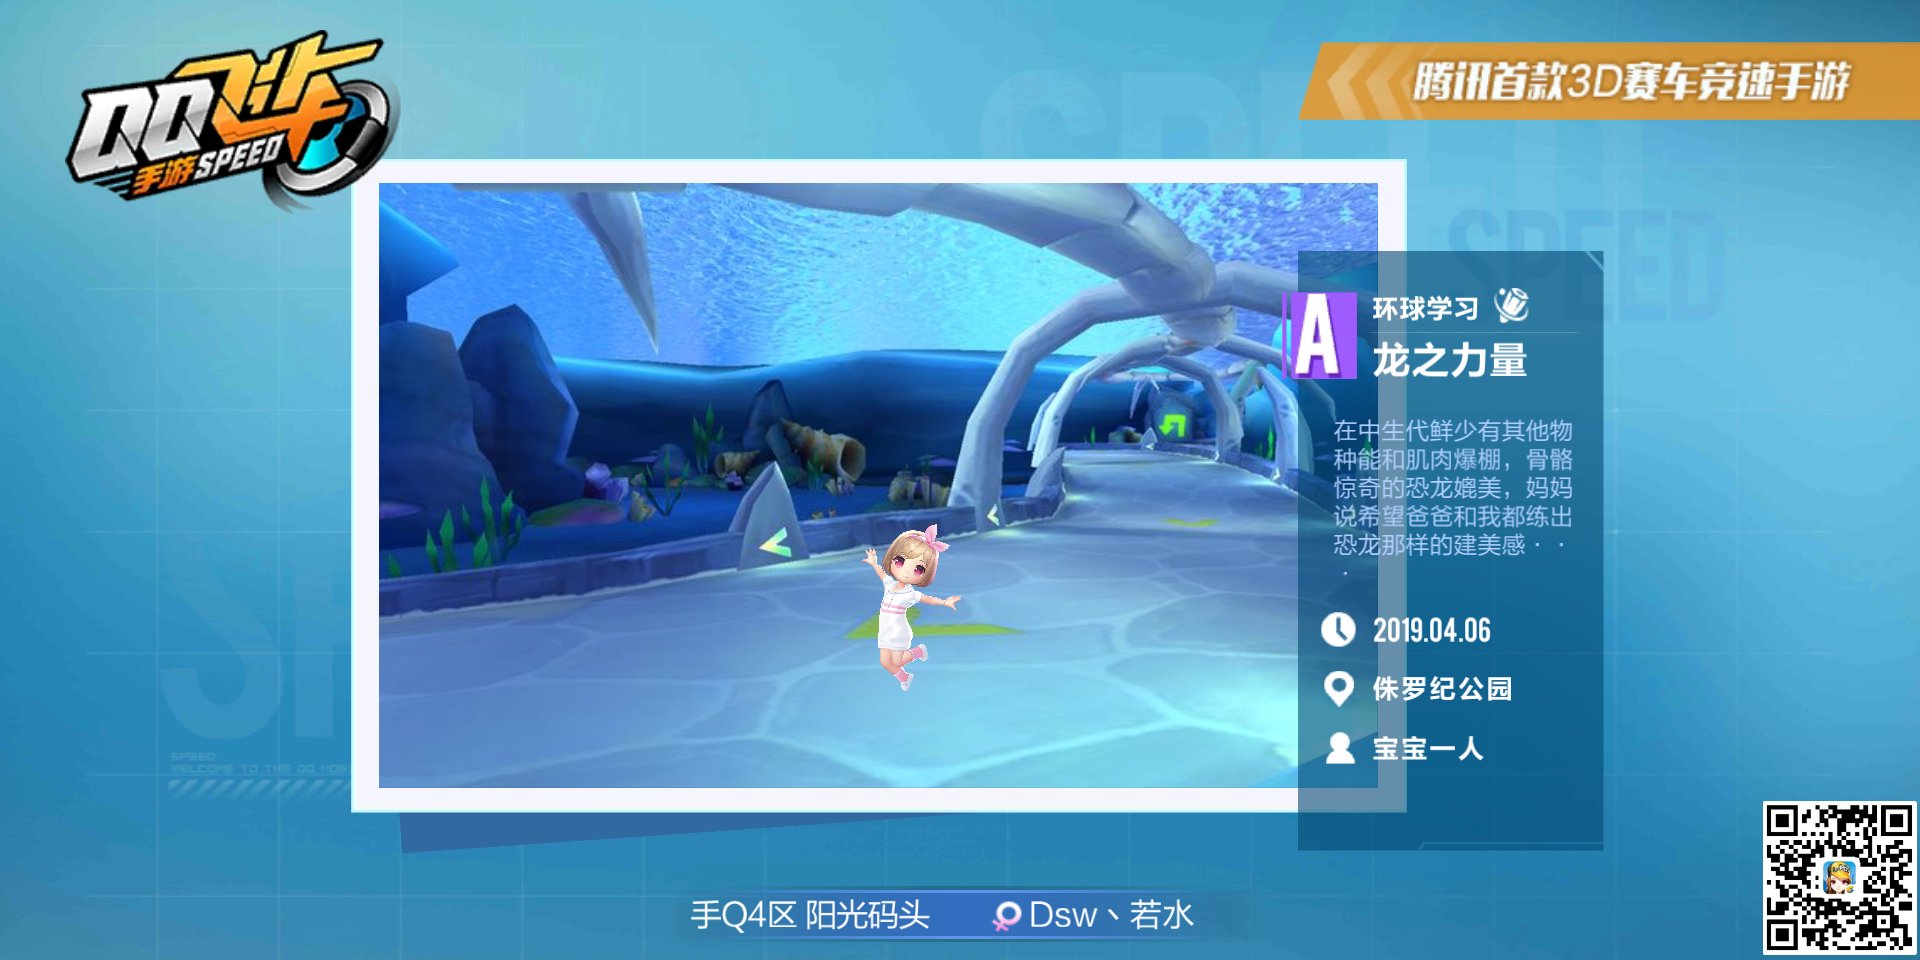 QQ飞车
手游SPEED
腾讯首款3D赛车竞速手游
SPEED
A
环球学习
龙之力量
在中生代鲜少有其他物
种能和肌肉爆棚，骨骼
惊奇的恐龙媲美，妈妈
说希望爸爸和我都练出
恐龙那样的建美感··
·
2019.04.06
侏罗纪公园
宝宝一人
SPEED
手Q4区 阳光码头
Dsw丶若水